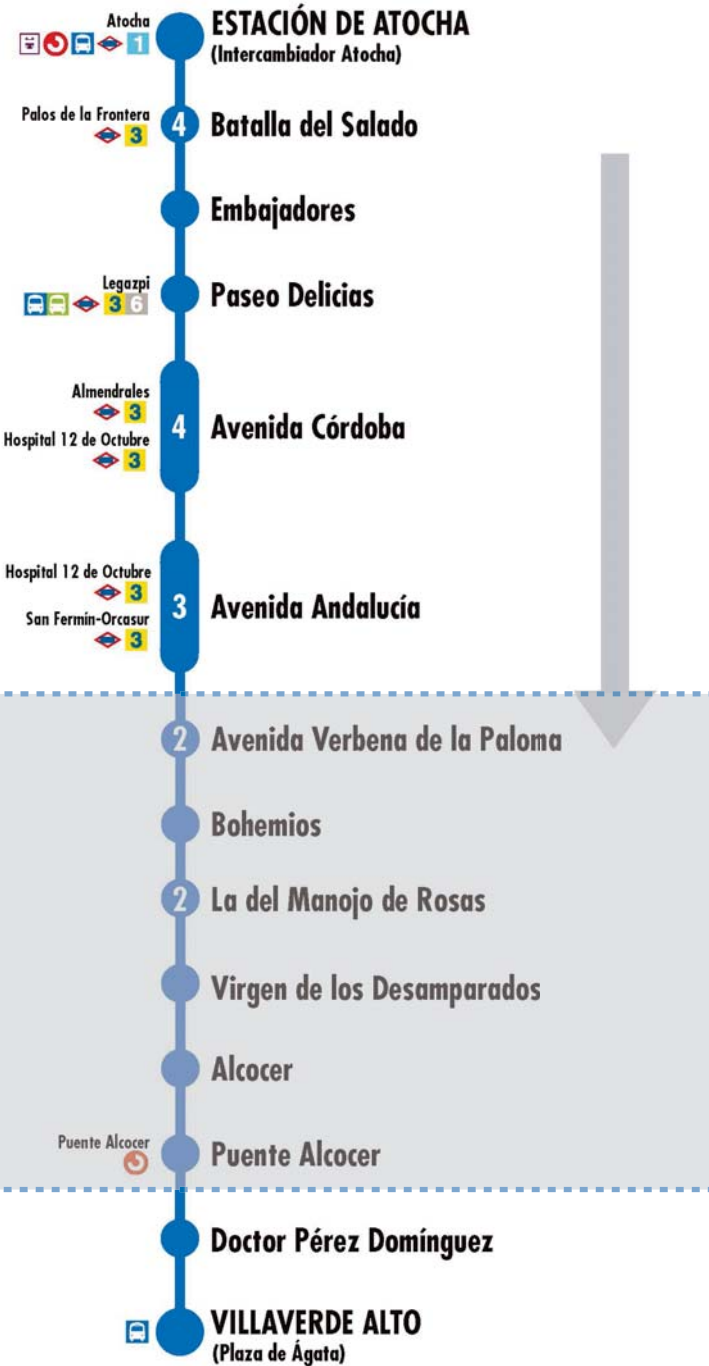 Atocha
1
ESTACIÓN DE ATOCHA
(Intercambiador Atocha)
Palos de la Frontera
3
4
Batalla del Salado
Embajadores
Legazpi
3 6
Paseo Delicias
Almendrales
3
Hospital 12 de Octubre
3
4
Avenida Córdoba
Hospital 12 de Octubre
3
San Fermín-Orcasur
3
3
Avenida Andalucía
2
Avenida Verbena de la Paloma
Bohemios
2
La del Manojo de Rosas
Virgen de los Desamparados
Alcocer
Puente Alcocer
Puente Alcocer
Doctor Pérez Domínguez
VILLAVERDE ALTO
(Plaza de Ágata)